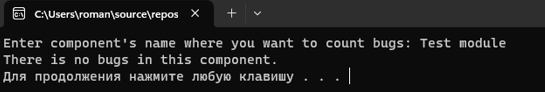 C:\Users\roman\source\repos
Enter component's name where you want to count bugs: Test module
There is no bugs in this component.
Для продолжения нажмите любую клавишу . . .